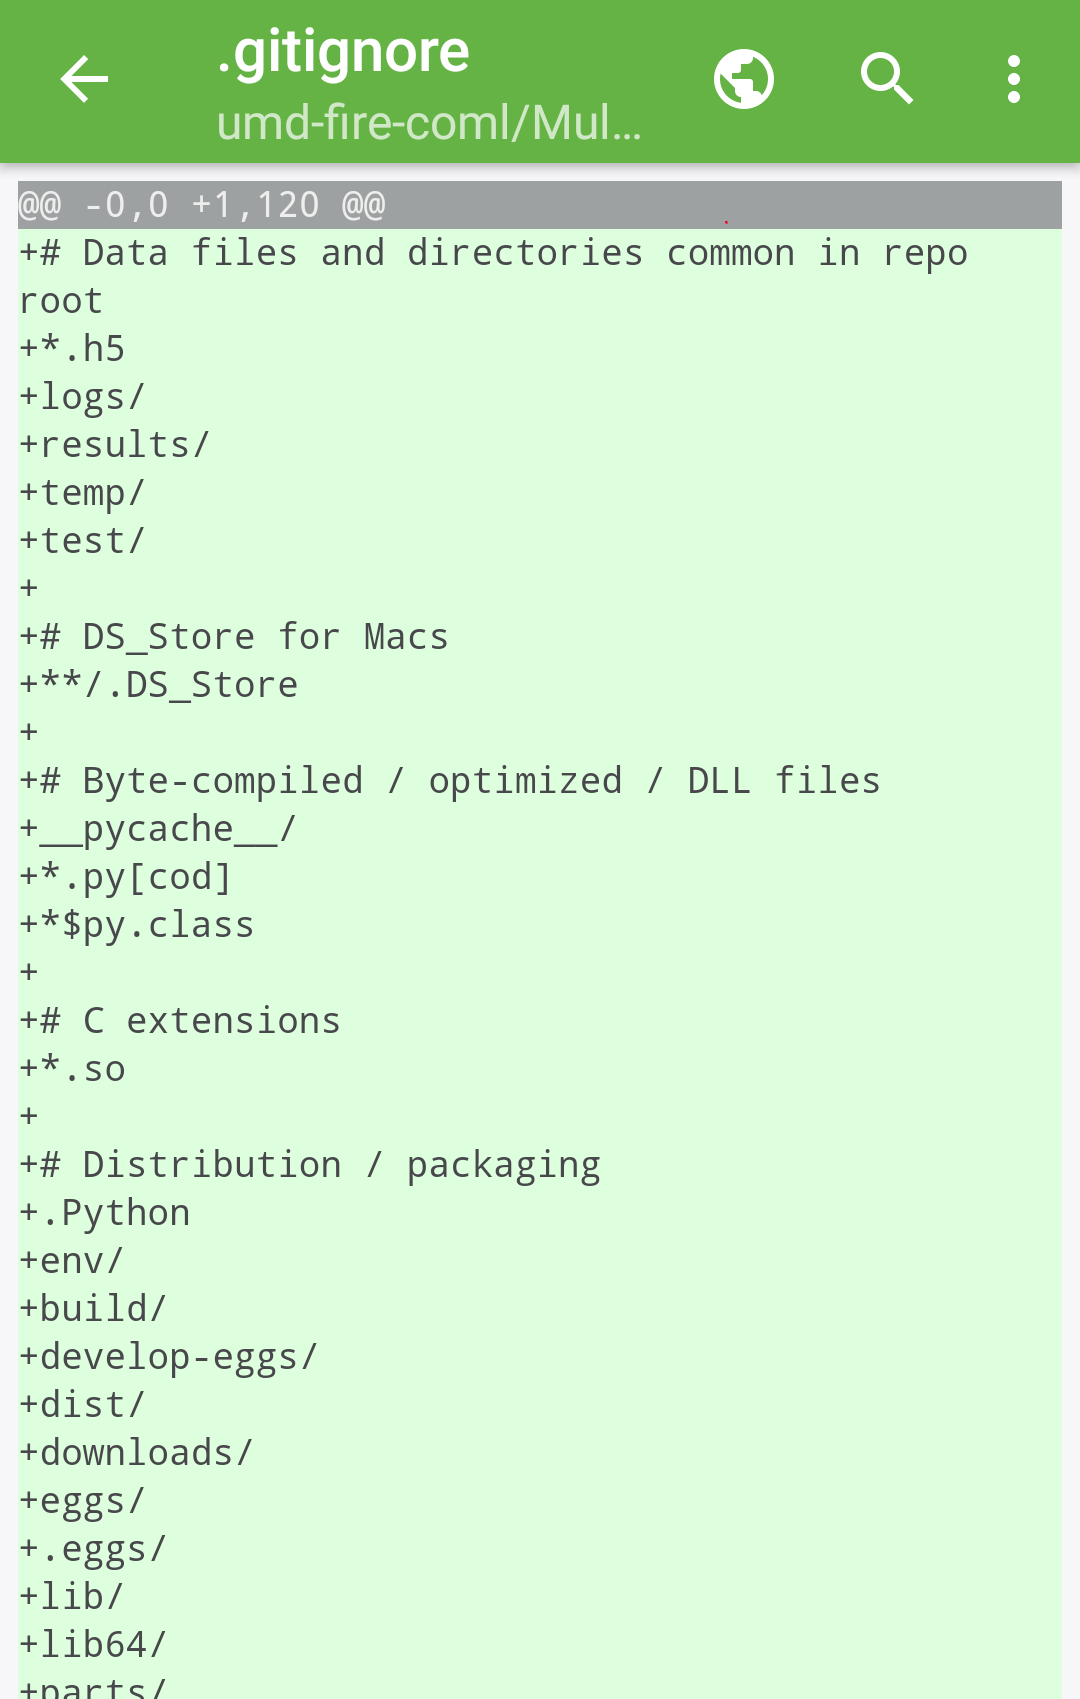 .gitignore
umd-fire-coml/Mul...
@@ -0,0 +1,120 @@
+# Data files and directories common in repo
root
+*.h5
+logs/
+results/
+temp/
+test/
+
+# DS_Store for Macs
+**/.DS_Store
+
+# Byte-compiled / optimized / DLL files
+__pycache__/
+*.py[cod]
+*$py.class
+
+# C extensions
+*.so
+
+# Distribution / packaging
+.Python
+env/
+build/
+develop-eggs/
+dist/
+downloads/
+eggs/
+.eggs/
+lib/
+lib64/
+parts/